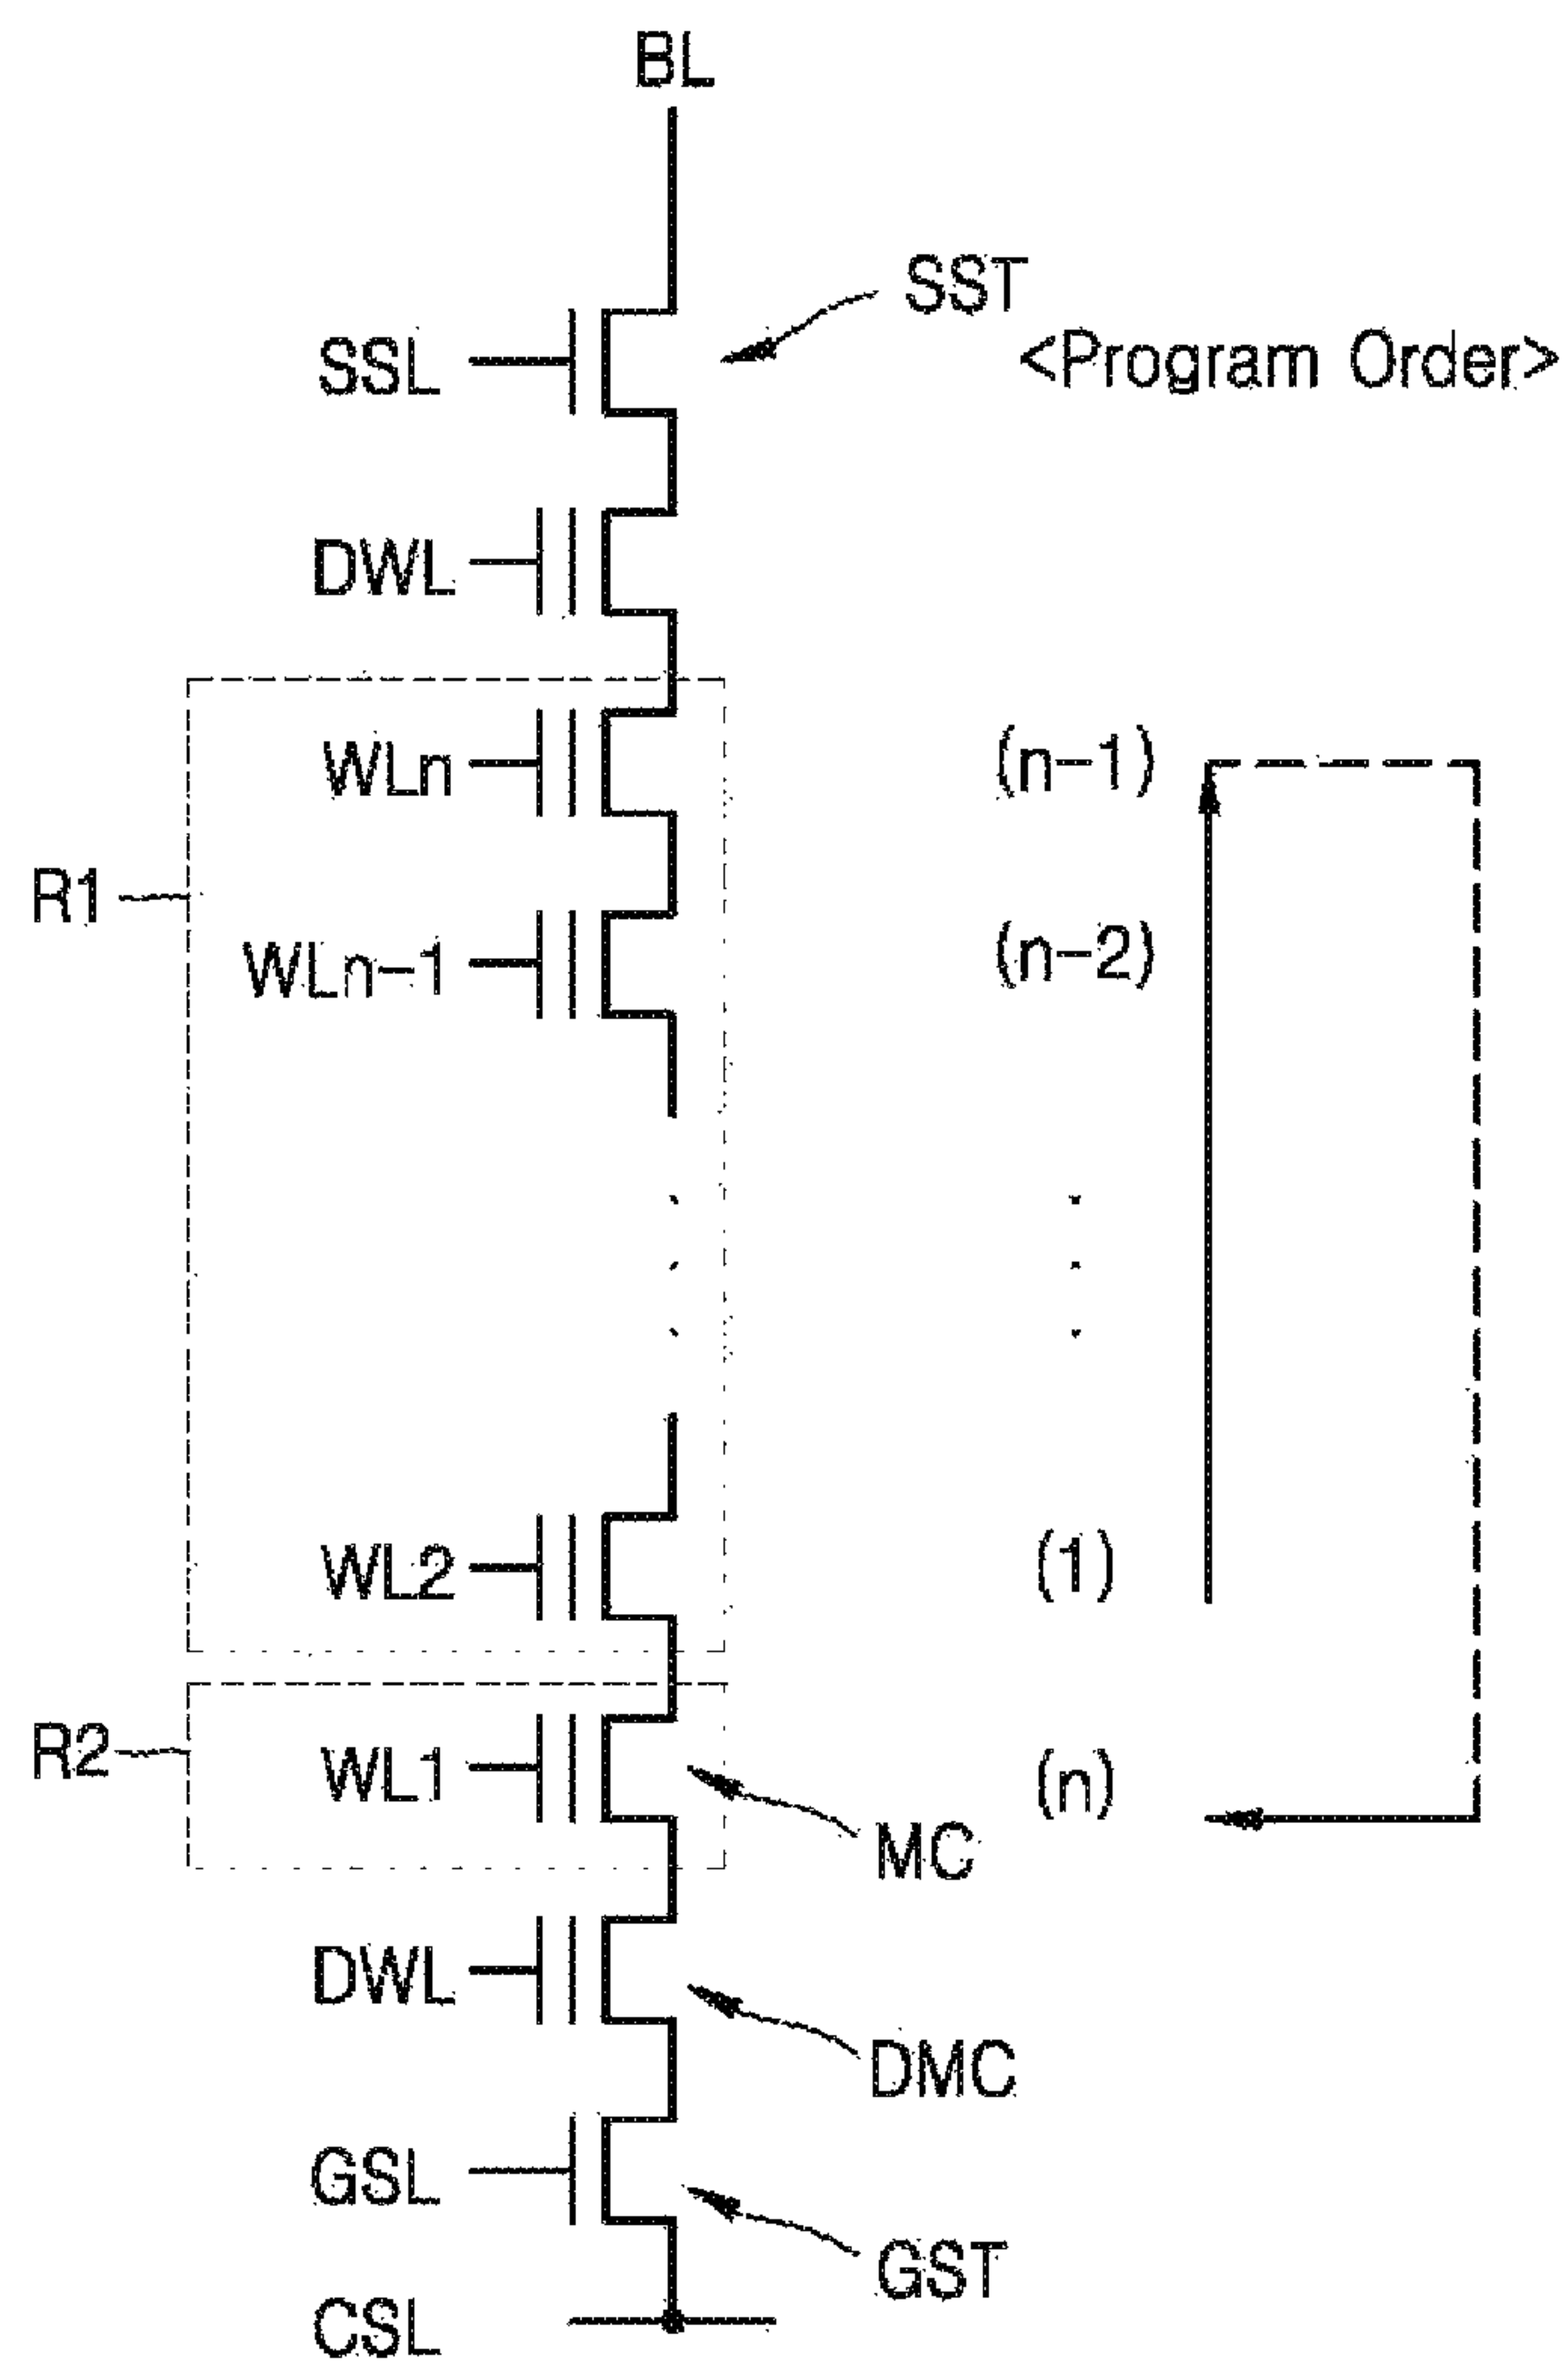 BL
SST
SSL
<Program Order>
DWL
WLn
(n-1)
R1
WLn-1
(n-2)
WL2
(1)
R2
WL1
(n)
MC
DWL
DMC
GSL
GST
CSL